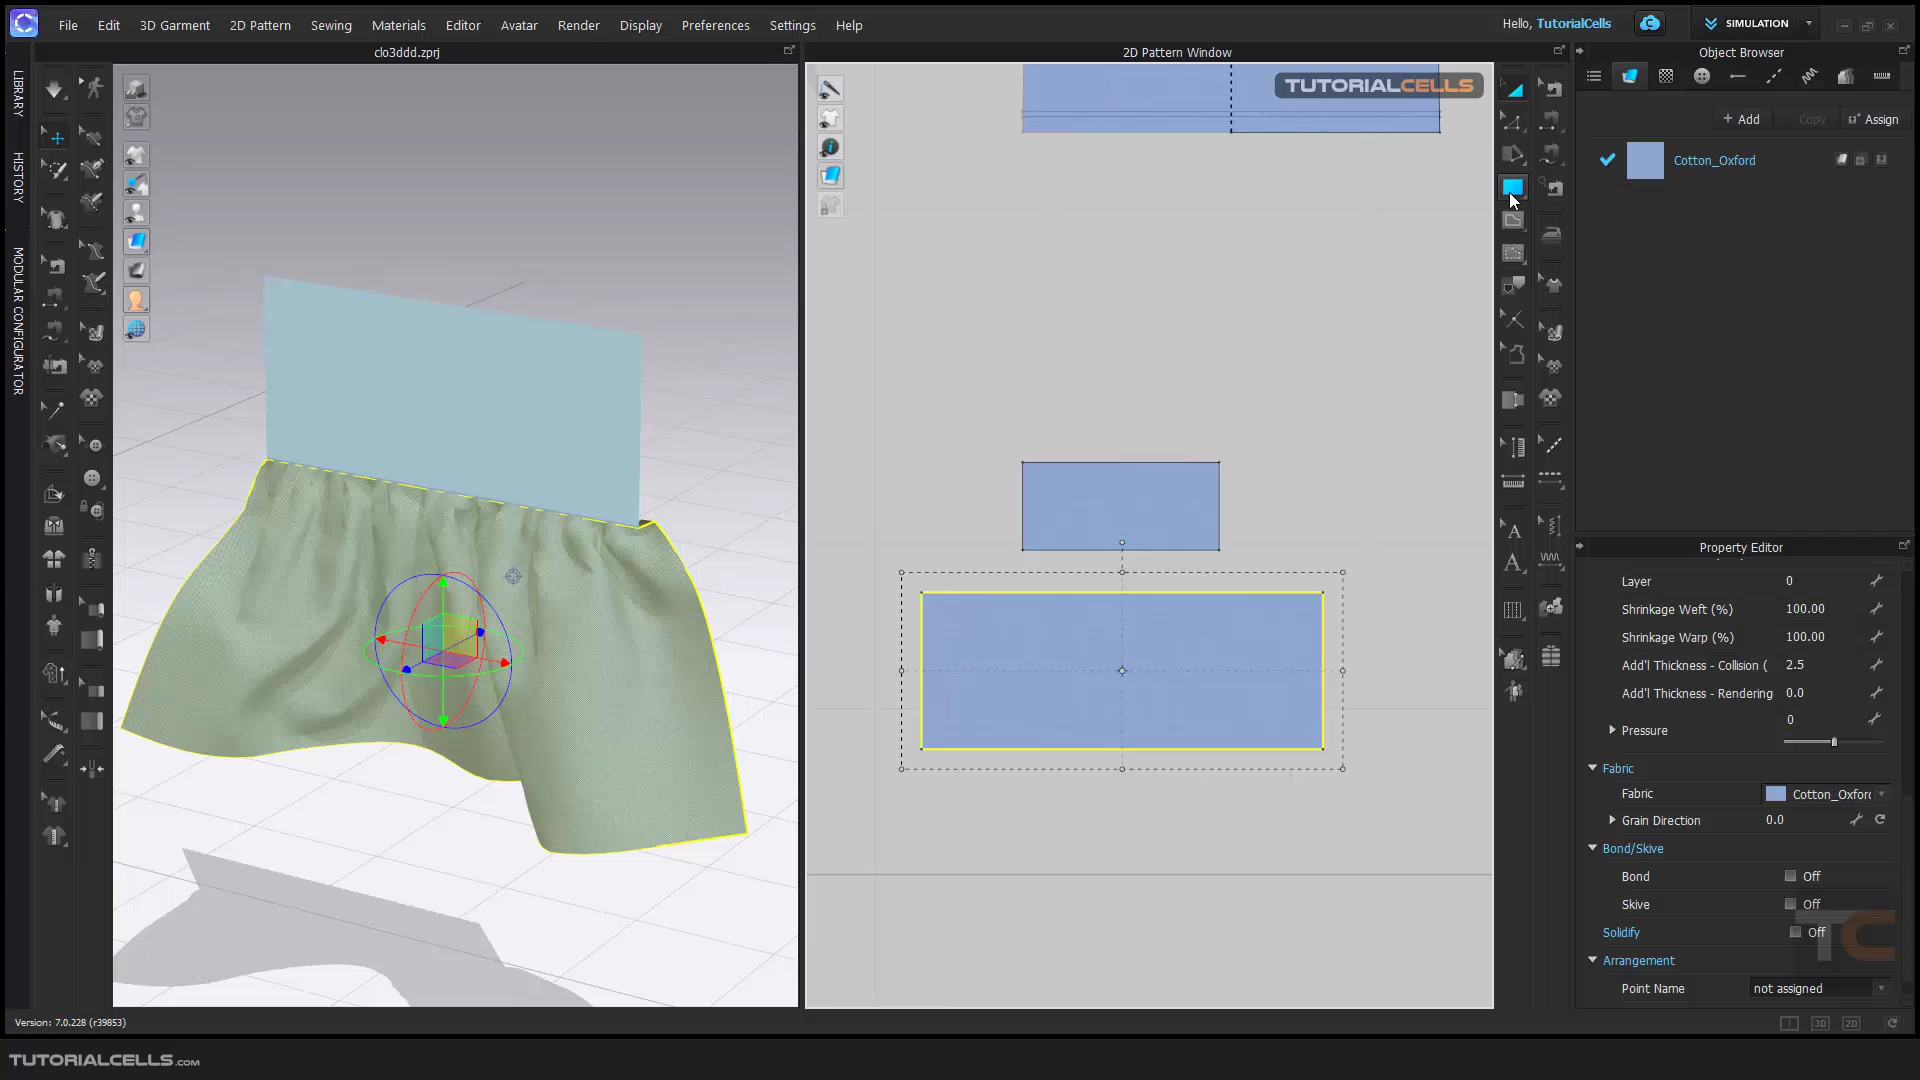 File Edit 3D Garment 2D Pattern Sewing Materials Editor Avatar Render Display Preferences Settings Help
Hello, TutorialCells
SIMULATION
clo3ddd.zprj
2D Pattern Window
Object Browser
LIBRARY
HISTORY
MODULAR CONFIGURATOR
TUTORIALCELLS
+ Add
Copy
Assign
Cotton_Oxford
A
A
Property Editor
Layer 0
Shrinkage Weft (%) 100.00
Shrinkage Warp (%) 100.00
Add'l Thickness - Collision ( 2.5
Add'l Thickness - Rendering 0.0
Pressure 0
Fabric
Fabric Cotton_Oxford
Grain Direction 0.0
Bond/Skive
Bond Off
Skive Off
Solidify Off
Arrangement
Point Name not assigned
TC
Version: 7.0.228 (r39853)
3D 2D
TUTORIALCELLS.com